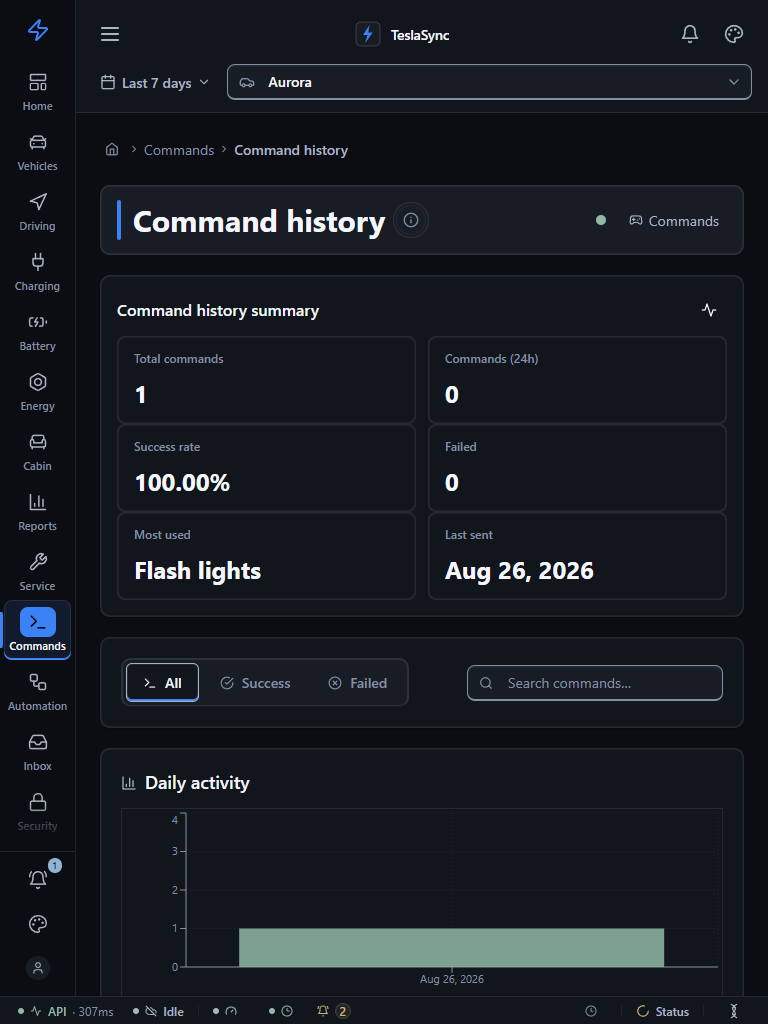 TeslaSync
Last 7 days
Aurora
Home
Vehicles
Driving
Charging
Battery
Energy
Cabin
Reports
Service
Commands
Automation
Inbox
Security
1
Commands
Command history
Command history
Commands
Command history summary
Total commands
1
Commands (24h)
0
Success rate
100.00%
Failed
0
Most used
Flash lights
Last sent
Aug 26, 2026
All
Success
Failed
Search commands...
Daily activity
4
3
2
1
0
Aug 26, 2026
API · 307ms
Idle
2
Status